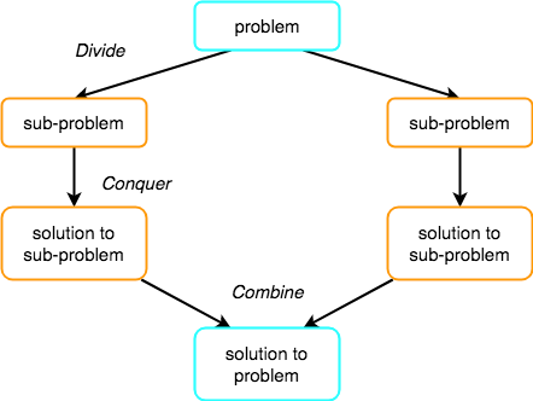 problem
Divide
sub-problem
sub-problem
Conquer
solution to
sub-problem
solution to
sub-problem
Combine
solution to
problem